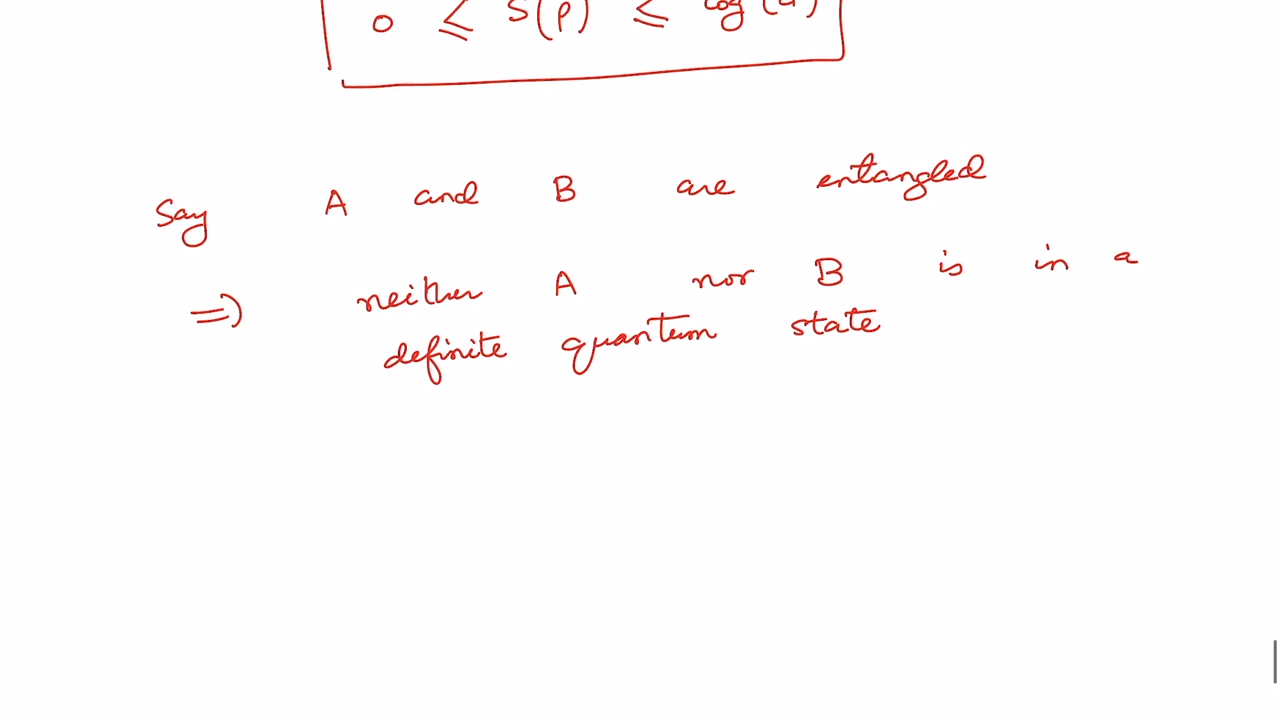 0 ≤ S(ρ) ≤ log(d)
Say A and B are entangled
⇒ neither A nor B is in a
definite quantum state